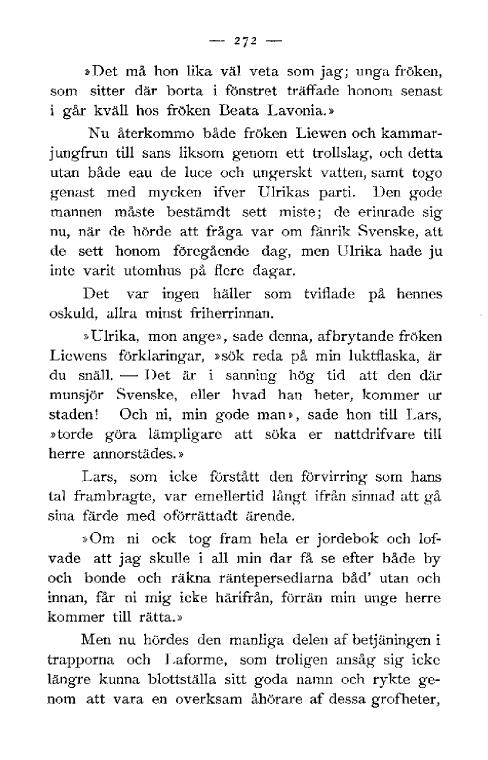 — 272 —
»Det må hon lika väl veta som jag; unga fröken,
som sitter där borta i fönstret träffade honom senast
i går kväll hos fröken Beata Lavonia.»
Nu återkommo både fröken Liewen och kammar-
jungfrun till sans liksom genom ett trollslag, och detta
utan både eau de luce och ungerskt vatten, samt togo
genast med mycken ifver Ulrikas parti. Den gode
mannen måste bestämdt sett miste; de erinrade sig
nu, när de hörde att fråga var om fänrik Svenske, att
de sett honom föregående dag, men Ulrika hade ju
inte varit utomhus på flere dagar.
Det var ingen häller som tviflade på hennes
oskuld, allra minst friherrinnan.
»Ulrika, mon ange», sade denna, afbrytande fröken
Liewens förklaringar, »sök reda på min luktflaska, är
du snäll. — Det är i sanning hög tid att den där
munsjör Svenske, eller hvad han heter, kommer ur
staden! Och ni, min gode man», sade hon till Lars,
»torde göra lämpligare att söka er nattdrifvare till
herre annorstädes.»
Lars, som icke förstått den förvirring som hans
tal frambragte, var emellertid långt ifrån sinnad att gå
sina färde med oförrättadt ärende.
»Om ni ock tog fram hela er jordebok och lof-
vade att jag skulle i all min dar få se efter både by
och bonde och räkna räntepersedlarna båd' utan och
innan, får ni mig icke härifrån, förrän min unge herre
kommer till rätta.»
Men nu hördes den manliga delen af betjäningen i
trapporna och Laforme, som troligen ansåg sig icke
längre kunna blottställa sitt goda namn och rykte ge-
nom att vara en overksam åhörare af dessa grofheter,